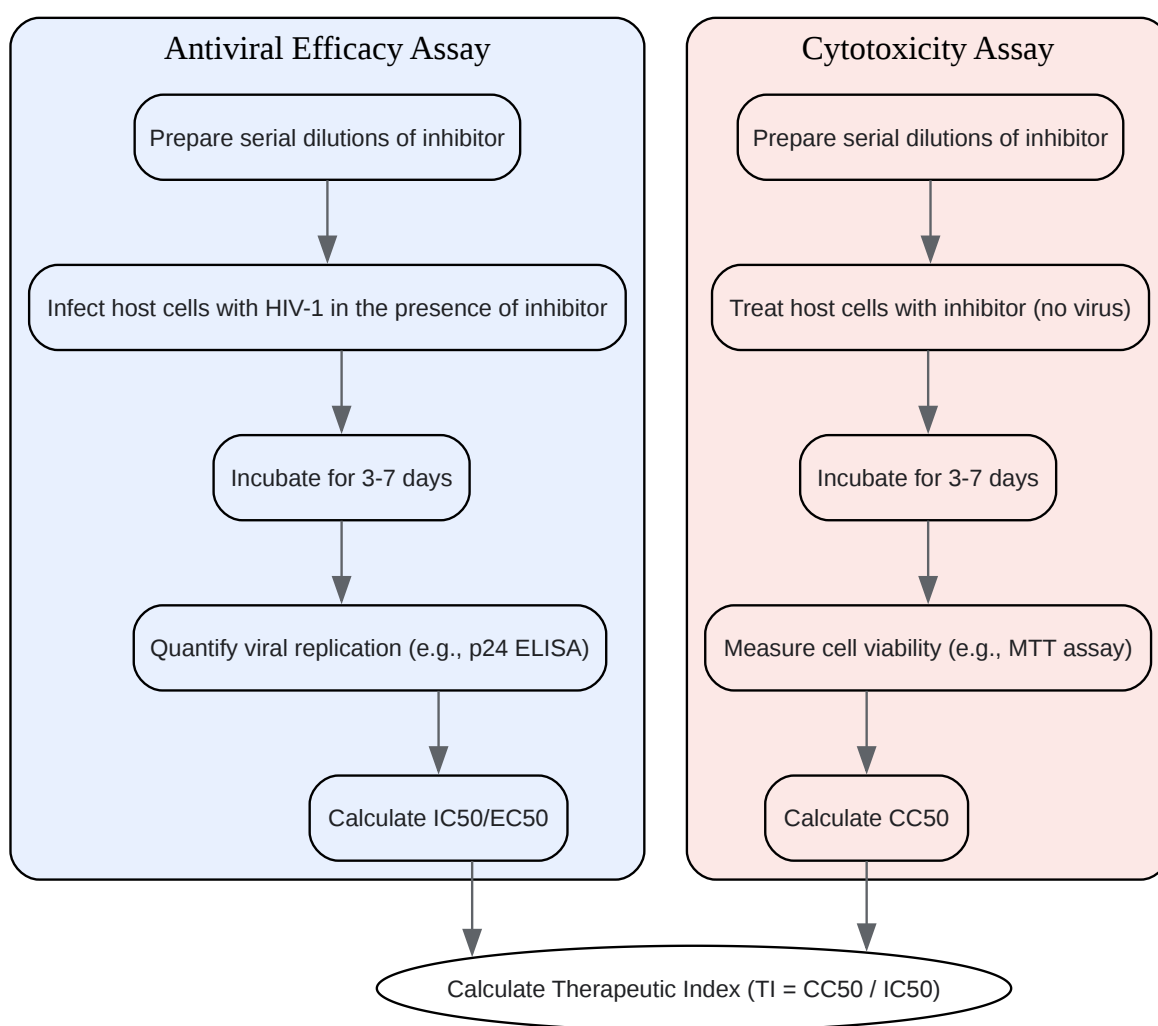 Antiviral Efficacy Assay
Prepare serial dilutions of inhibitor
Infect host cells with HIV-1 in the presence of inhibitor
Incubate for 3-7 days
Quantify viral replication (e.g., p24 ELISA)
Calculate IC50/EC50
Cytotoxicity Assay
Prepare serial dilutions of inhibitor
Treat host cells with inhibitor (no virus)
Incubate for 3-7 days
Measure cell viability (e.g., MTT assay)
Calculate CC50
Calculate Therapeutic Index (TI = CC50 / IC50)